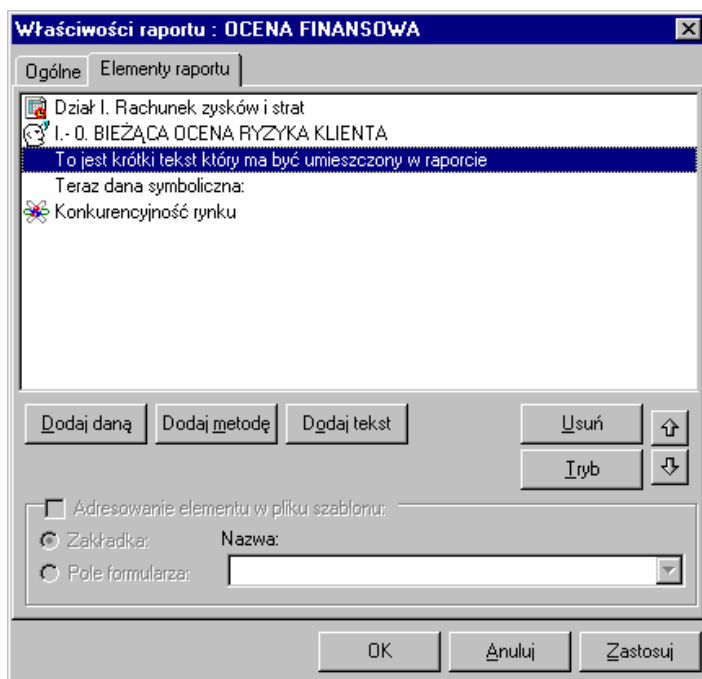 Właściwości raportu : OCENA FINANSOWA
Ogólne Elementy raportu
Dział I. Rachunek zysków i strat
I.- 0. BIEŻĄCA OCENA RYZYKA KLIENTA
To jest krótki tekst który ma być umieszczony w raporcie
Teraz dana symboliczna:
Konkurencyjność rynku
Dodaj daną Dodaj metodę Dodaj tekst Usuń
Tryb
Adresowanie elementu w pliku szablonu:
Zakładka: Nazwa:
Pole formularza:
OK Anuluj Zastosuj